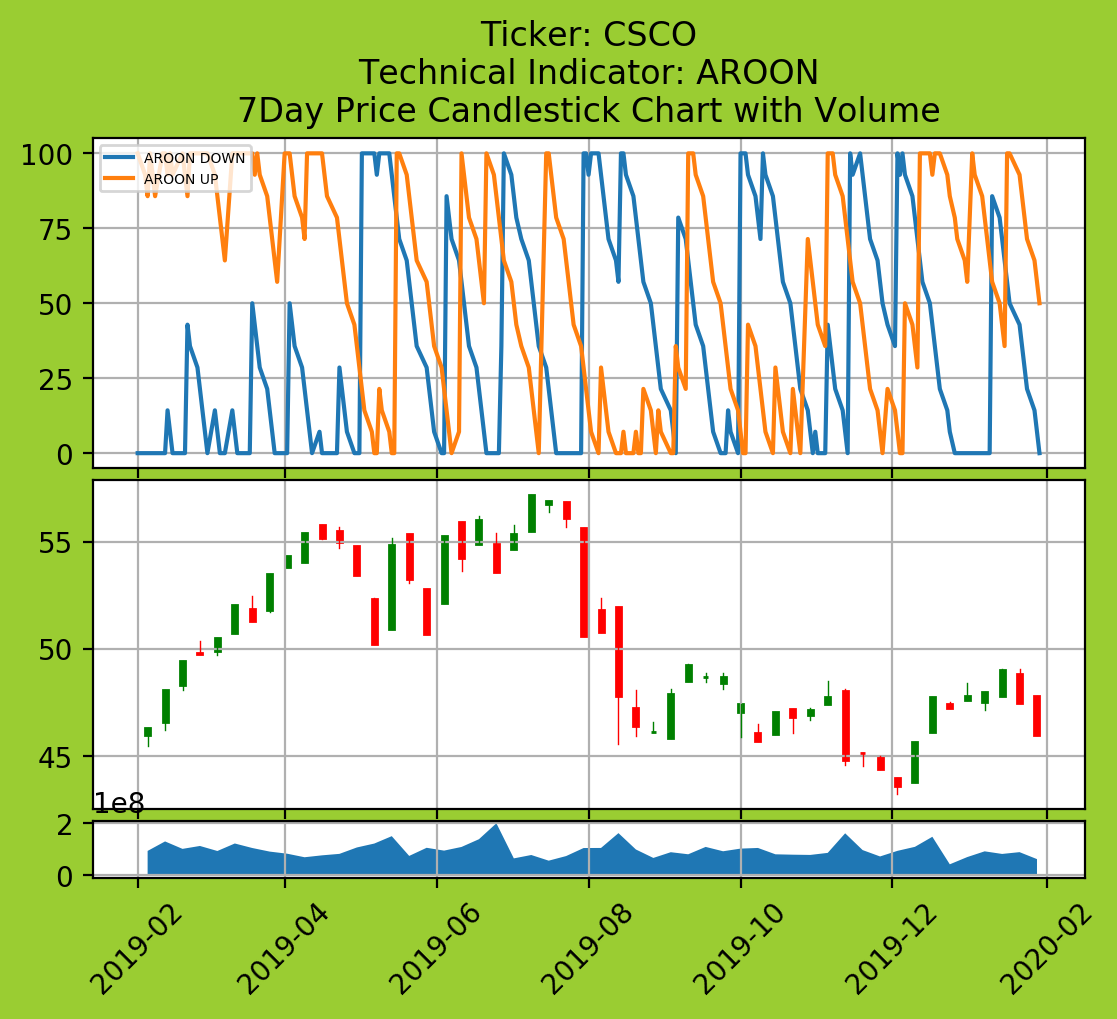 Ticker: CSCO
Technical Indicator: AROON
7Day Price Candlestick Chart with Volume
100
75
50
25
0
AROON DOWN
AROON UP
55
50
45
1e8
2
0
2019-02
2019-04
2019-06
2019-08
2019-10
2019-12
2020-02